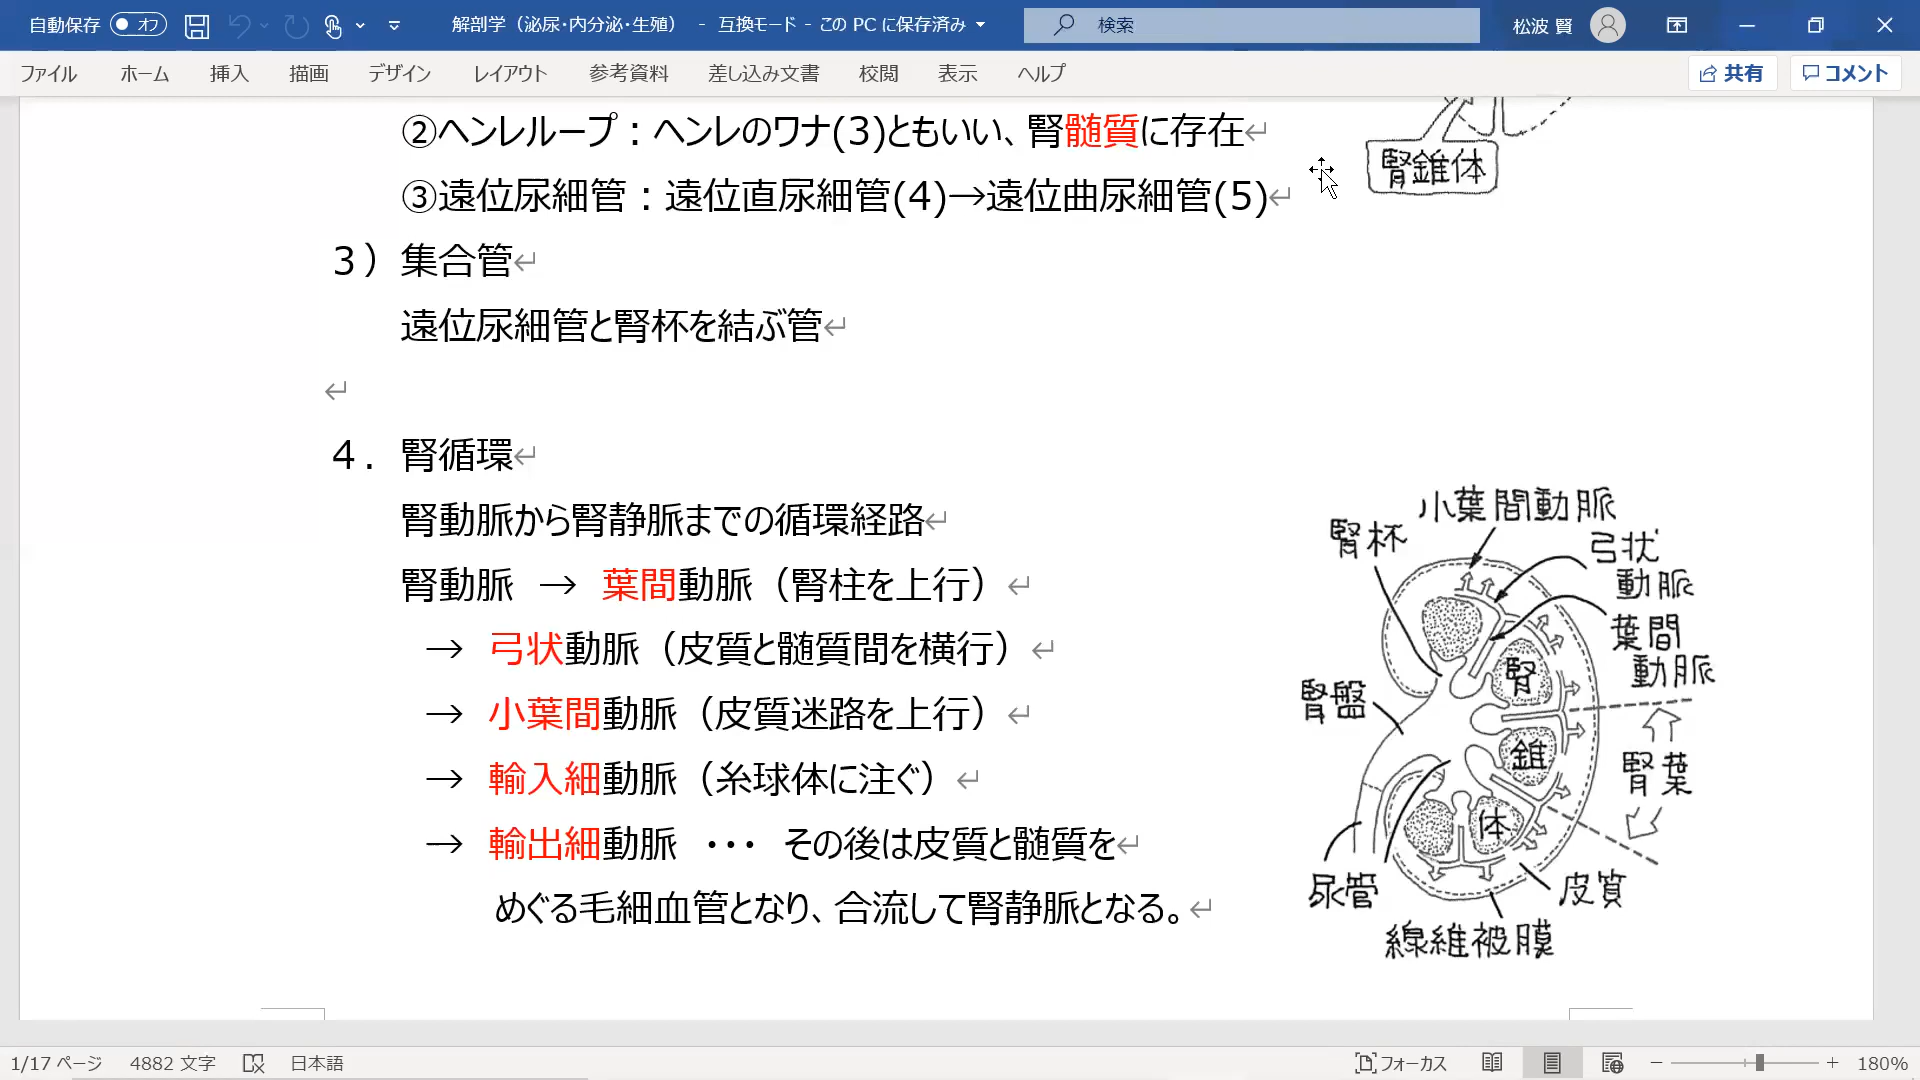 自動保存 オフ 解剖学（泌尿・内分泌・生殖） - 互換モード - この PC に保存済み 検索 松波 賢
ファイル ホーム 挿入 描画 デザイン レイアウト 参考資料 差し込み文書 校閲 表示 ヘルプ 共有 コメント
②ヘンレループ：ヘンレのワナ(3)ともいい、腎髄質に存在↵
③遠位尿細管：遠位直尿細管(4)→遠位曲尿細管(5)↵
腎錐体
３）集合管↵
遠位尿細管と腎杯を結ぶ管↵
↵
４．腎循環↵
腎動脈から腎静脈までの循環経路↵
腎動脈 → 葉間動脈（腎柱を上行）↵
→ 弓状動脈（皮質と髄質間を横行）↵
→ 小葉間動脈（皮質迷路を上行）↵
→ 輸入細動脈（糸球体に注ぐ）↵
→ 輸出細動脈 ･･･ その後は皮質と髄質を↵
めぐる毛細血管となり、合流して腎静脈となる。↵
小葉間動脈
腎杯
弓状
動脈
葉間
動脈
腎
腎盤
錐
腎葉
体
尿管
皮質
線維被膜
1/17 ページ 4882 文字 日本語 フォーカス 180%